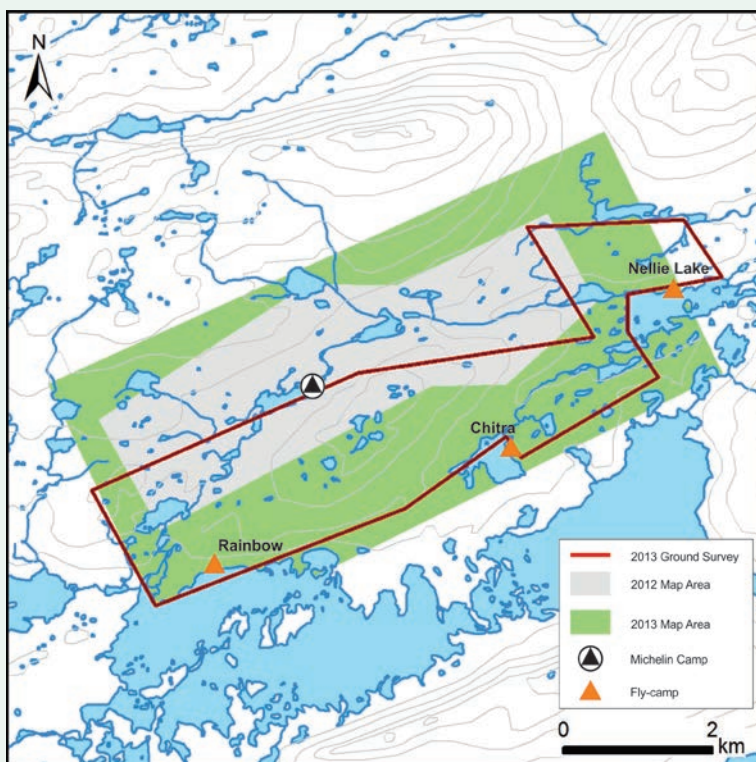 N
Nellie Lake
Chitra
Rainbow
2013 Ground Survey
2012 Map Area
2013 Map Area
Michelin Camp
Fly-camp
0 2
km